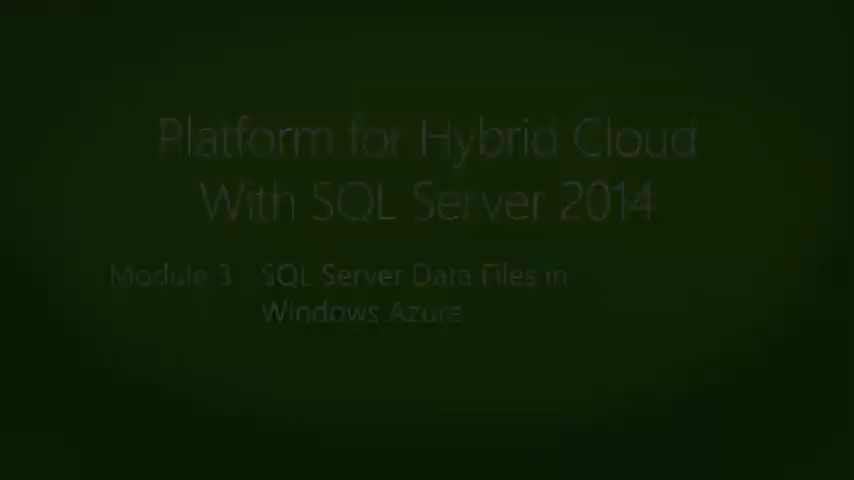 Platform for Hybrid Cloud
With SQL Server 2014
Module 3 SQL Server Data Files in
Windows Azure